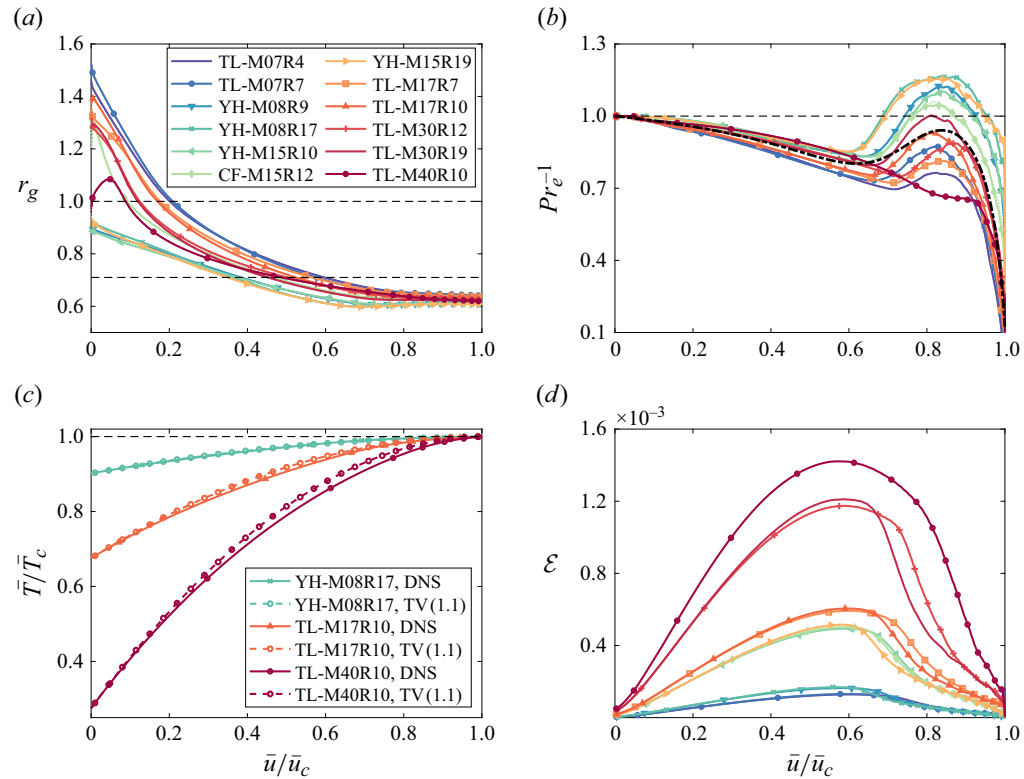 (a)
1.6
1.4
1.2
1.0
0.8
0.6
r_g
0
0.2
0.4
0.6
0.8
1.0
TL-M07R4
TL-M07R7
YH-M08R9
YH-M08R17
YH-M15R10
CF-M15R12
YH-M15R19
TL-M17R7
TL-M17R10
TL-M30R12
TL-M30R19
TL-M40R10
(b)
1.3
1.0
0.7
0.4
0.1
Pr_e^{-1}
0
0.2
0.4
0.6
0.8
1.0
(c)
1.0
0.8
0.6
0.4
T̄/T̄_c
YH-M08R17, DNS
YH-M08R17, TV(1.1)
TL-M17R10, DNS
TL-M17R10, TV(1.1)
TL-M40R10, DNS
TL-M40R10, TV(1.1)
0
0.2
0.4
0.6
0.8
1.0
ū/ū_c
(d)
×10⁻³
1.6
1.2
0.8
0.4
0
ℰ
0
0.2
0.4
0.6
0.8
1.0
ū/ū_c